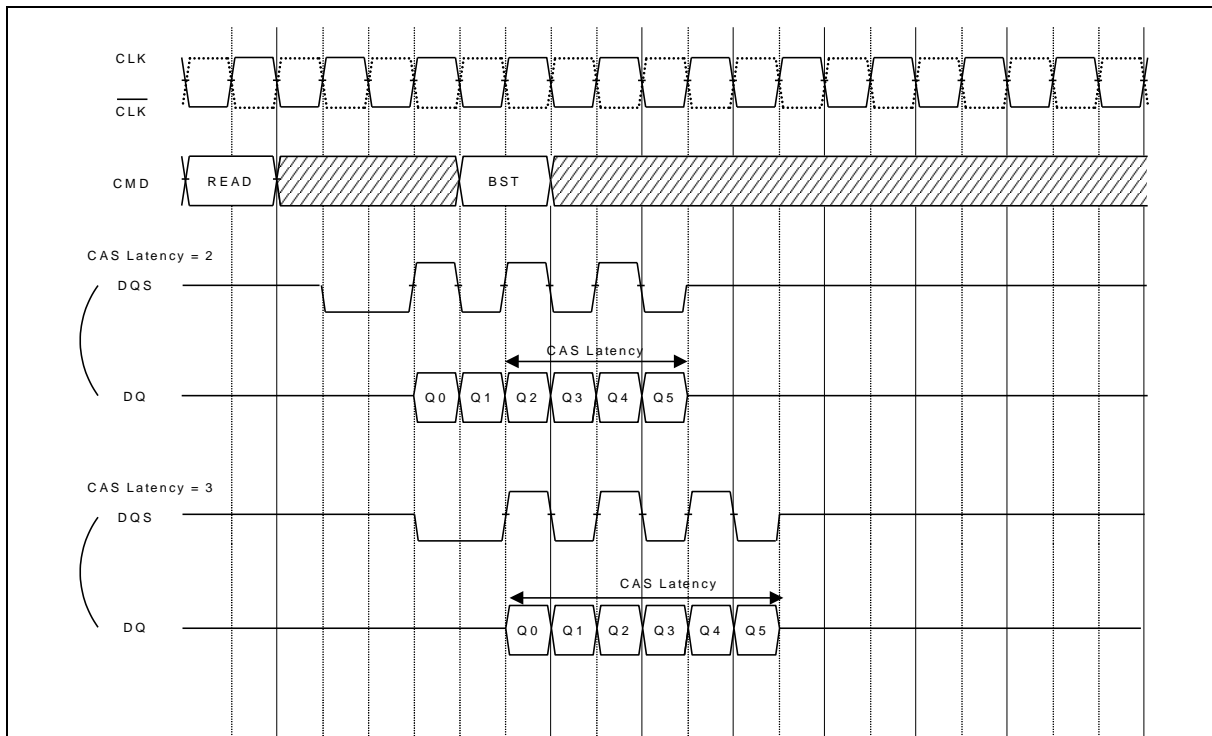 CLK
CLK
CMD READ BST
CAS Latency = 2
DQS
CAS Latency
DQ Q0 Q1 Q2 Q3 Q4 Q5
CAS Latency = 3
DQS
CAS Latency
DQ Q0 Q1 Q2 Q3 Q4 Q5